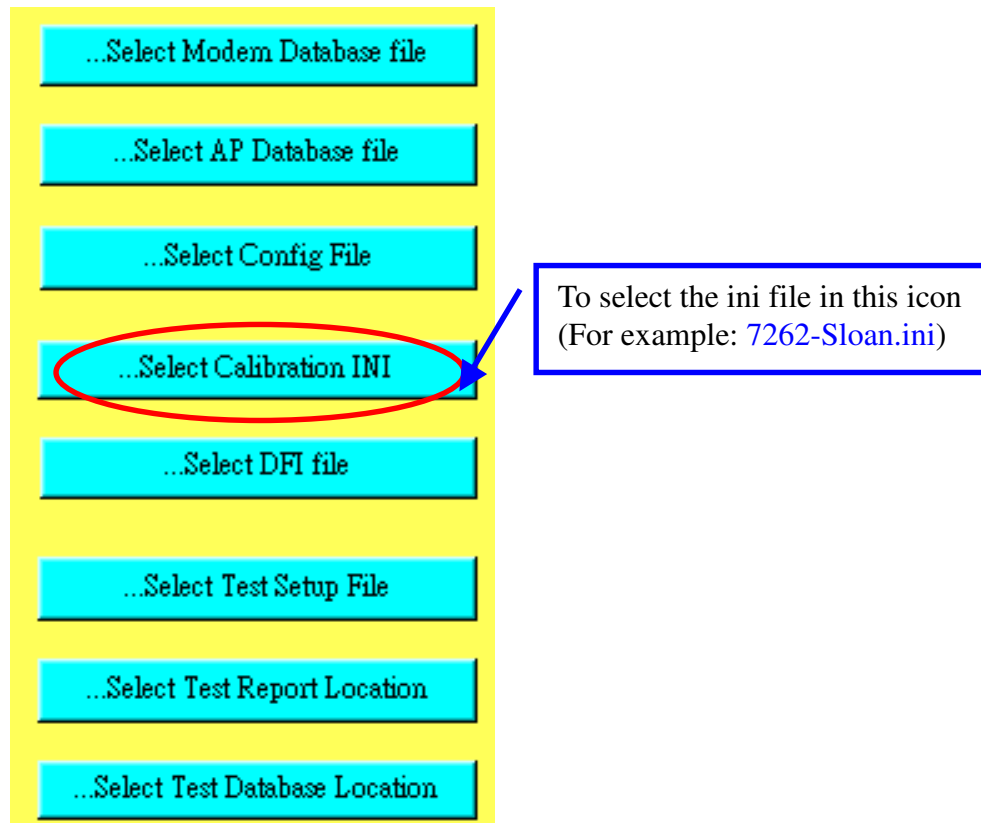 ...Select Modem Database file
...Select AP Database file
...Select Config File
To select the ini file in this icon
(For example: 7262-Sloan.ini)
...Select Calibration INI
...Select DFI file
...Select Test Setup File
...Select Test Report Location
...Select Test Database Location